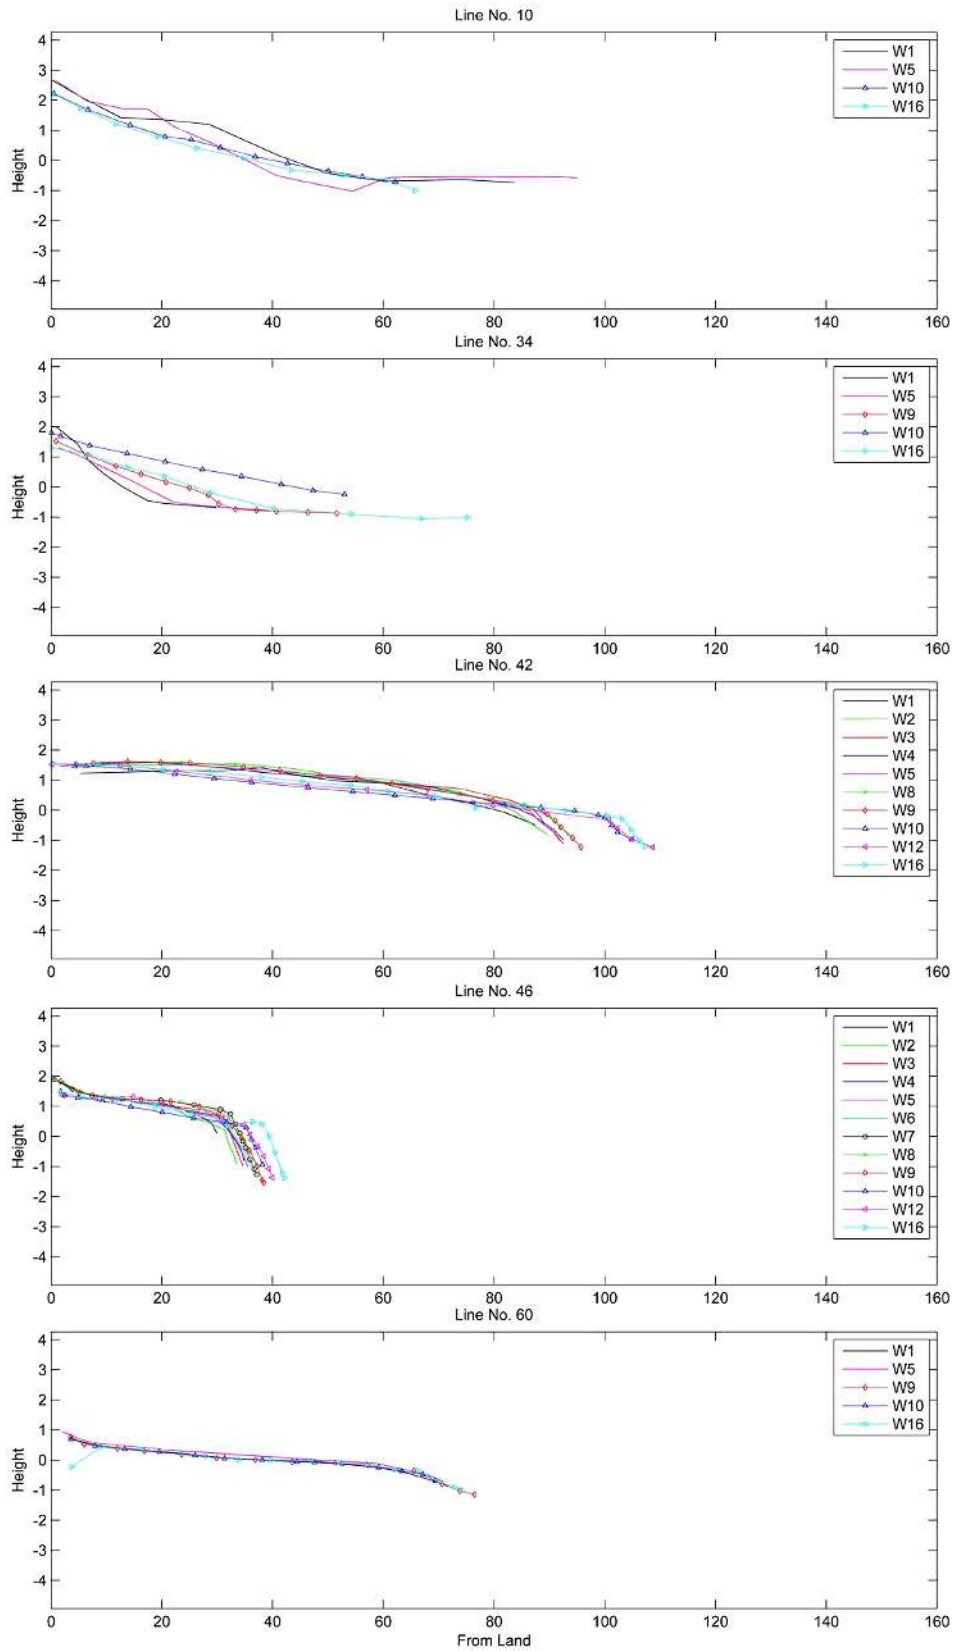 Line No. 10
4
3
2
1
0
-1
-2
-3
-4
Height
W1
W5
W10
W16
0 20 40 60 80 100 120 140 160
Line No. 34
4
3
2
1
0
-1
-2
-3
-4
Height
W1
W5
W9
W10
W16
0 20 40 60 80 100 120 140 160
Line No. 42
4
3
2
1
0
-1
-2
-3
-4
Height
W1
W2
W3
W4
W5
W8
W9
W10
W12
W16
0 20 40 60 80 100 120 140 160
Line No. 46
4
3
2
1
0
-1
-2
-3
-4
Height
W1
W2
W3
W4
W5
W6
W7
W8
W9
W10
W12
W16
0 20 40 60 80 100 120 140 160
Line No. 60
4
3
2
1
0
-1
-2
-3
-4
Height
W1
W5
W9
W10
W16
0 20 40 60 80 100 120 140 160
From Land